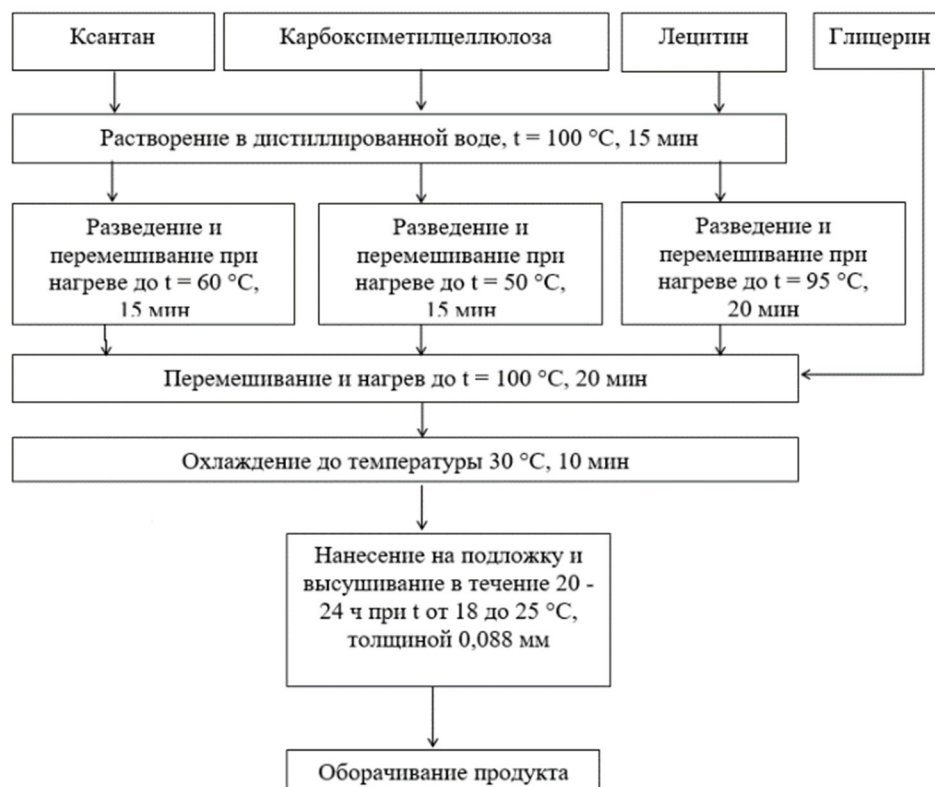 Ксантан
Карбоксиметилцеллюлоза
Лецитин
Глицерин
Растворение в дистиллированной воде, t = 100 °C, 15 мин
Разведение и
перемешивание при
нагреве до t = 60 °C,
15 мин
Разведение и
перемешивание при
нагреве до t = 50 °C,
15 мин
Разведение и
перемешивание при
нагреве до t = 95 °C,
20 мин
Перемешивание и нагрев до t = 100 °C, 20 мин
Охлаждение до температуры 30 °C, 10 мин
Нанесение на подложку и
высушивание в течение 20 -
24 ч при t от 18 до 25 °C,
толщиной 0,088 мм
Оборачивание продукта